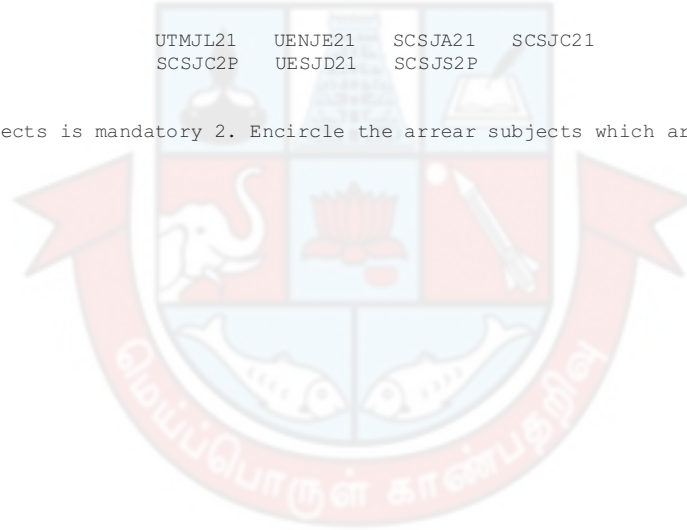 UTMJL21 UENJE21 SCSJA21 SCSJC21
SCSJC2P UESJD21 SCSJS2P
ects is mandatory 2. Encircle the arrear subjects which ar
மெய்ப்பொருள் காண்பதறிவு